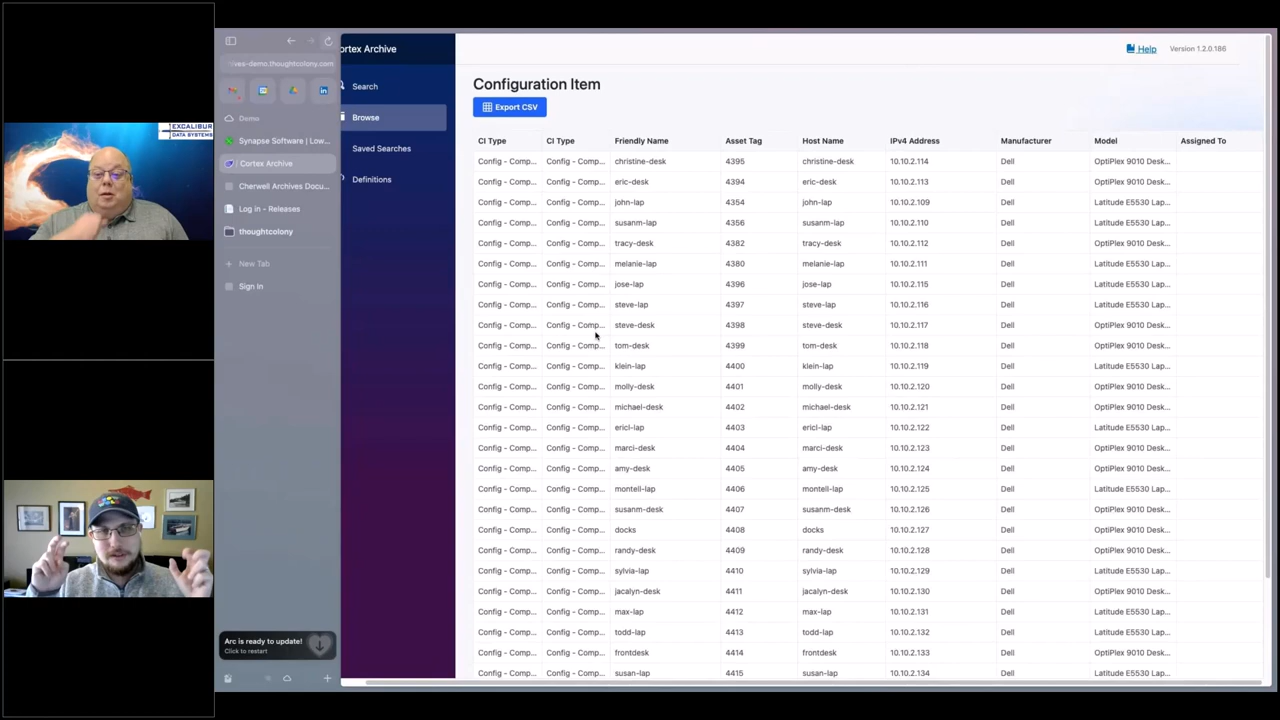 EXCALIBUR
DATA SYSTEMS
ves-demo.thoughtcolony.com
Demo
Synapse Software | Low...
Cortex Archive
Cherwell Archives Docu...
Log in - Releases
thoughtcolony
New Tab
Sign In
Arc is ready to update!
Click to restart
ortex Archive
Search
Browse
Saved Searches
Definitions
Help Version 1.2.0.186
Configuration Item
Export CSV
CI Type CI Type Friendly Name Asset Tag Host Name IPv4 Address Manufacturer Model Assigned To
Config - Comp... Config - Comp... christine-desk 4395 christine-desk 10.10.2.114 Dell OptiPlex 9010 Desk...
Config - Comp... Config - Comp... eric-desk 4394 eric-desk 10.10.2.113 Dell OptiPlex 9010 Desk...
Config - Comp... Config - Comp... john-lap 4354 john-lap 10.10.2.109 Dell Latitude E5530 Lap...
Config - Comp... Config - Comp... susanm-lap 4356 susanm-lap 10.10.2.110 Dell Latitude E5530 Lap...
Config - Comp... Config - Comp... tracy-desk 4382 tracy-desk 10.10.2.112 Dell OptiPlex 9010 Desk...
Config - Comp... Config - Comp... melanie-lap 4380 melanie-lap 10.10.2.111 Dell Latitude E5530 Lap...
Config - Comp... Config - Comp... jose-lap 4396 jose-lap 10.10.2.115 Dell Latitude E5530 Lap...
Config - Comp... Config - Comp... steve-lap 4397 steve-lap 10.10.2.116 Dell Latitude E5530 Lap...
Config - Comp... Config - Comp... steve-desk 4398 steve-desk 10.10.2.117 Dell OptiPlex 9010 Desk...
Config - Comp... Config - Comp... tom-desk 4399 tom-desk 10.10.2.118 Dell OptiPlex 9010 Desk...
Config - Comp... Config - Comp... klein-lap 4400 klein-lap 10.10.2.119 Dell Latitude E5530 Lap...
Config - Comp... Config - Comp... molly-desk 4401 molly-desk 10.10.2.120 Dell OptiPlex 9010 Desk...
Config - Comp... Config - Comp... michael-desk 4402 michael-desk 10.10.2.121 Dell OptiPlex 9010 Desk...
Config - Comp... Config - Comp... ericl-lap 4403 ericl-lap 10.10.2.122 Dell Latitude E5530 Lap...
Config - Comp... Config - Comp... marci-desk 4404 marci-desk 10.10.2.123 Dell OptiPlex 9010 Desk...
Config - Comp... Config - Comp... amy-desk 4405 amy-desk 10.10.2.124 Dell OptiPlex 9010 Desk...
Config - Comp... Config - Comp... montell-lap 4406 montell-lap 10.10.2.125 Dell Latitude E5530 Lap...
Config - Comp... Config - Comp... susanm-desk 4407 susanm-desk 10.10.2.126 Dell OptiPlex 9010 Desk...
Config - Comp... Config - Comp... docks 4408 docks 10.10.2.127 Dell OptiPlex 9010 Desk...
Config - Comp... Config - Comp... randy-desk 4409 randy-desk 10.10.2.128 Dell OptiPlex 9010 Desk...
Config - Comp... Config - Comp... sylvia-lap 4410 sylvia-lap 10.10.2.129 Dell Latitude E5530 Lap...
Config - Comp... Config - Comp... jacalyn-desk 4411 jacalyn-desk 10.10.2.130 Dell OptiPlex 9010 Desk...
Config - Comp... Config - Comp... max-lap 4412 max-lap 10.10.2.131 Dell Latitude E5530 Lap...
Config - Comp... Config - Comp... todd-lap 4413 todd-lap 10.10.2.132 Dell Latitude E5530 Lap...
Config - Comp... Config - Comp... frontdesk 4414 frontdesk 10.10.2.133 Dell OptiPlex 9010 Desk...
Config - Comp... Config - Comp... susan-lap 4415 susan-lap 10.10.2.134 Dell Latitude E5530 Lap...